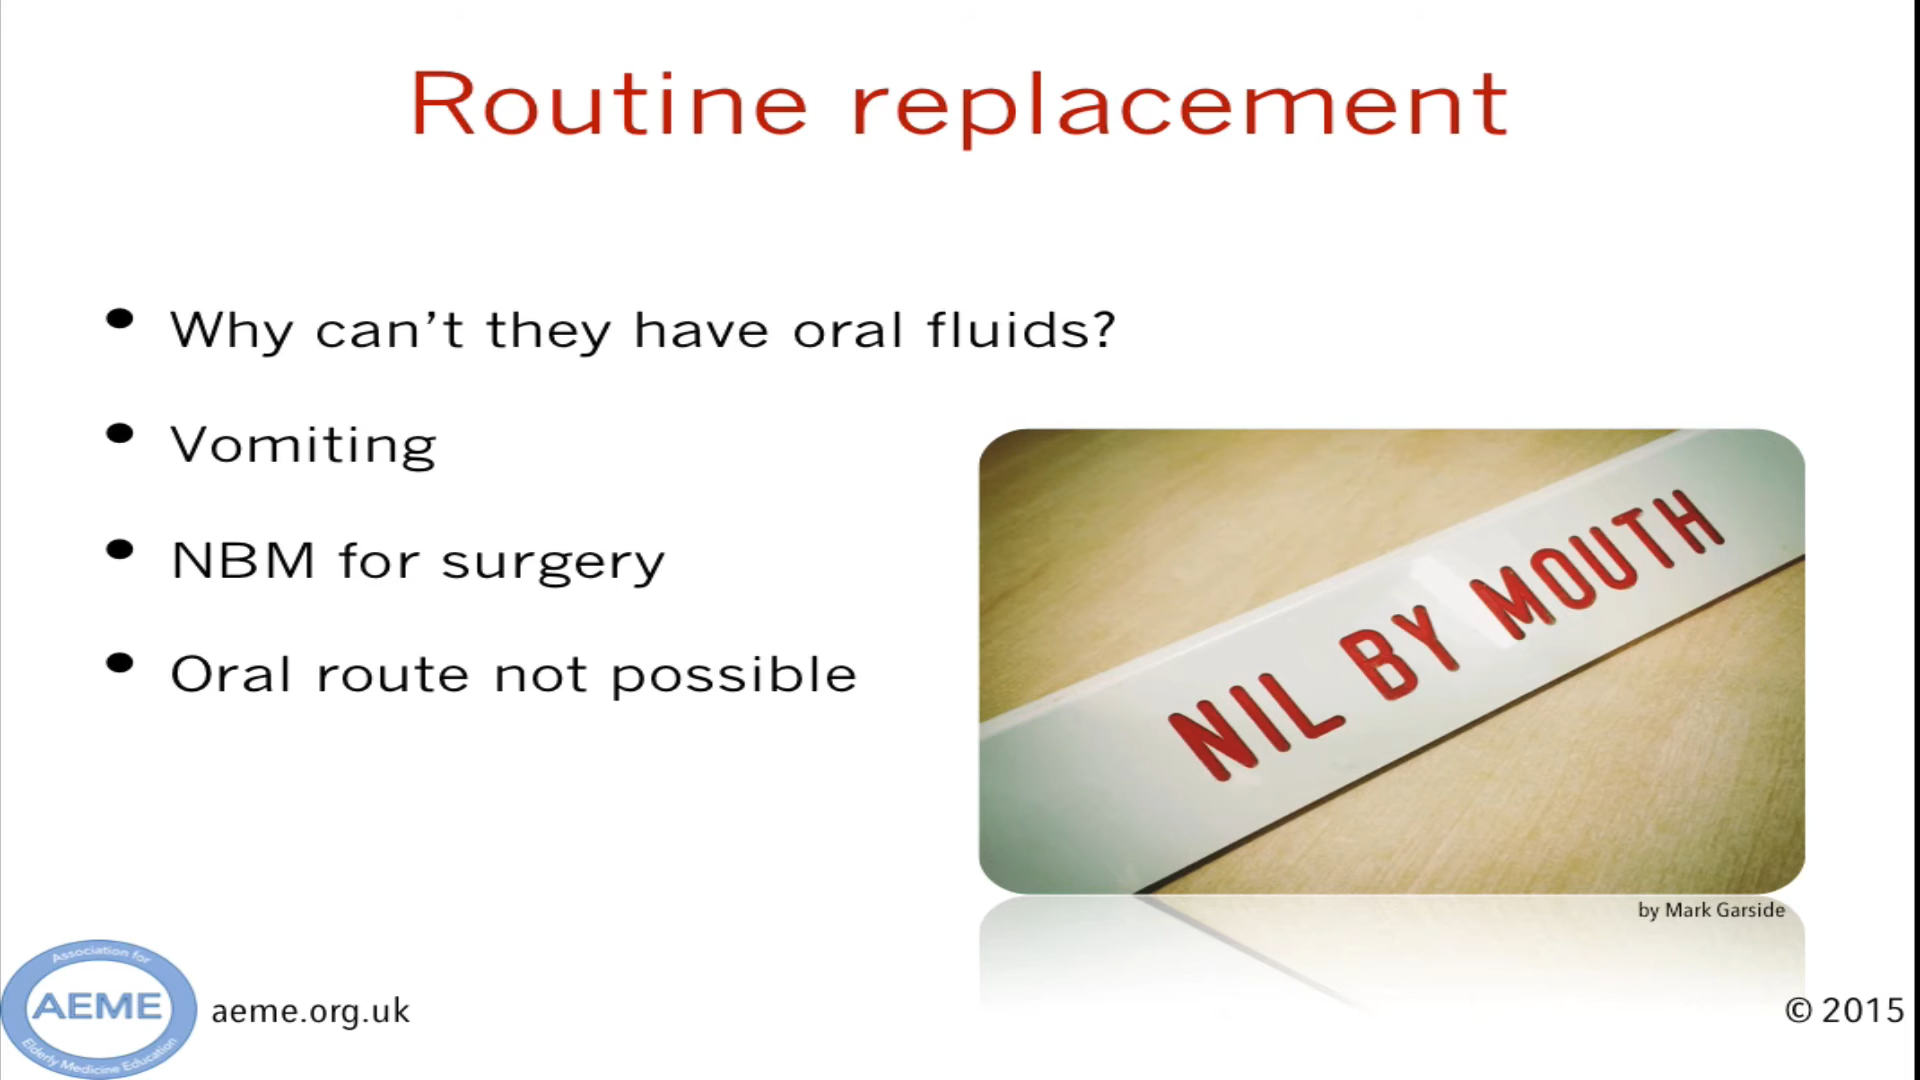 Routine replacement
• Why can’t they have oral fluids?
• Vomiting
• NBM for surgery
• Oral route not possible
NIL BY MOUTH
by Mark Garside
Association for
AEME
Elderly Medicine Education
aeme.org.uk
© 2015